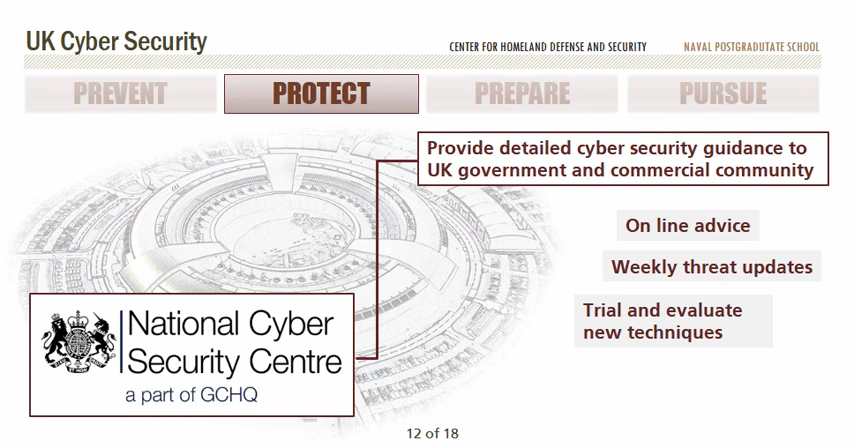 UK Cyber Security
CENTER FOR HOMELAND DEFENSE AND SECURITY NAVAL POSTGRADUTATE SCHOOL
PREVENT PROTECT PREPARE PURSUE
Provide detailed cyber security guidance to
UK government and commercial community
On line advice
Weekly threat updates
Trial and evaluate
new techniques
National Cyber
Security Centre
a part of GCHQ
12 of 18